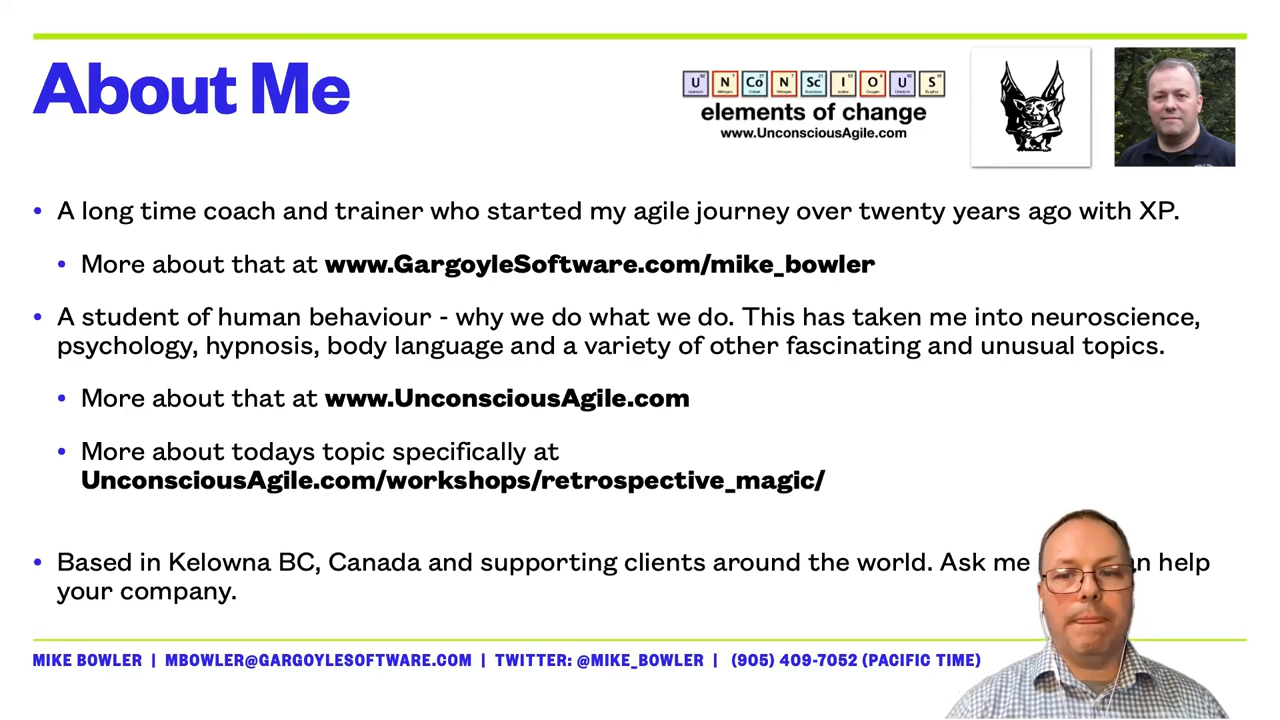 About Me
U N Co N Sc I O U S
elements of change
www.UnconsciousAgile.com
• A long time coach and trainer who started my agile journey over twenty years ago with XP.
• More about that at www.GargoyleSoftware.com/mike_bowler
• A student of human behaviour - why we do what we do. This has taken me into neuroscience,
psychology, hypnosis, body language and a variety of other fascinating and unusual topics.
• More about that at www.UnconsciousAgile.com
• More about todays topic specifically at
UnconsciousAgile.com/workshops/retrospective_magic/
• Based in Kelowna BC, Canada and supporting clients around the world. Ask me help
your company.
MIKE BOWLER | MBOWLER@GARGOYLESOFTWARE.COM | TWITTER: @MIKE_BOWLER | (905) 409-7052 (PACIFIC TIME)